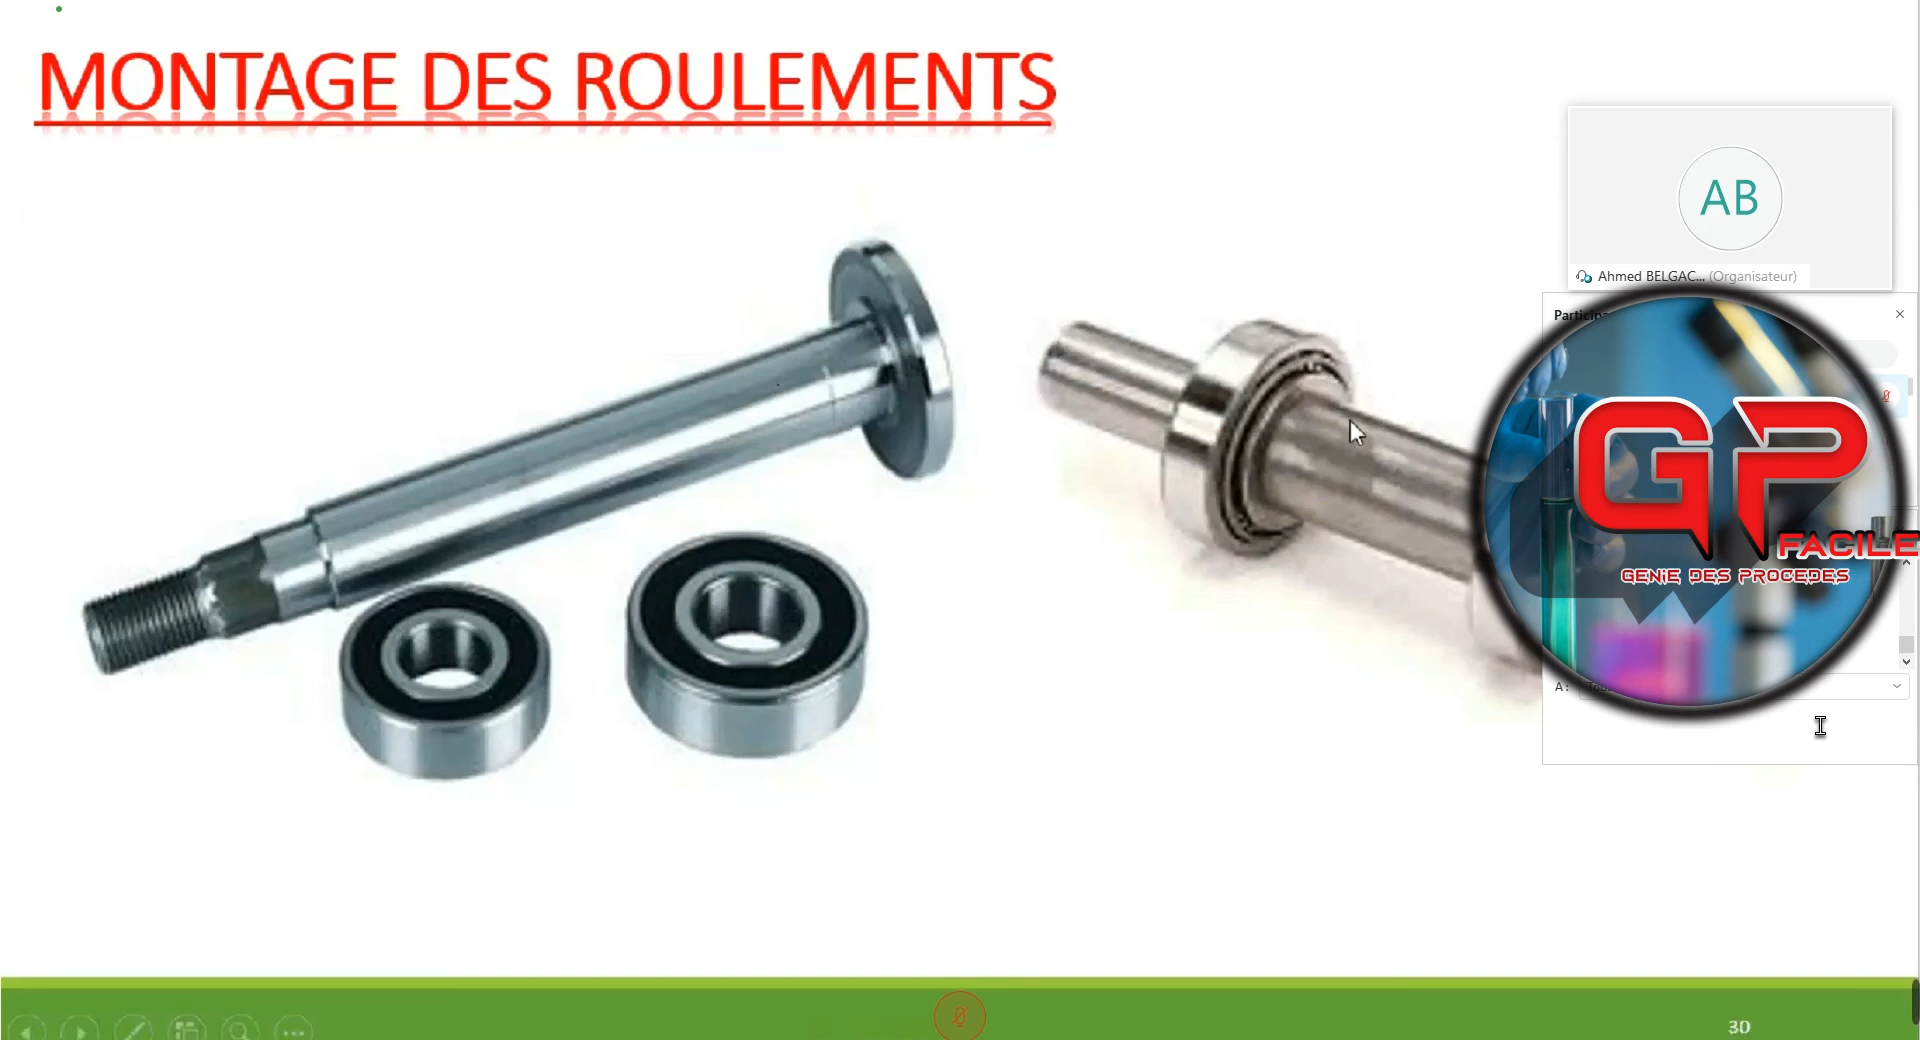 MONTAGE DES ROULEMENTS
AB
Ahmed BELGAC... (Organisateur)
GP
FACILE
GENIE DES PROCEDES
A:
30